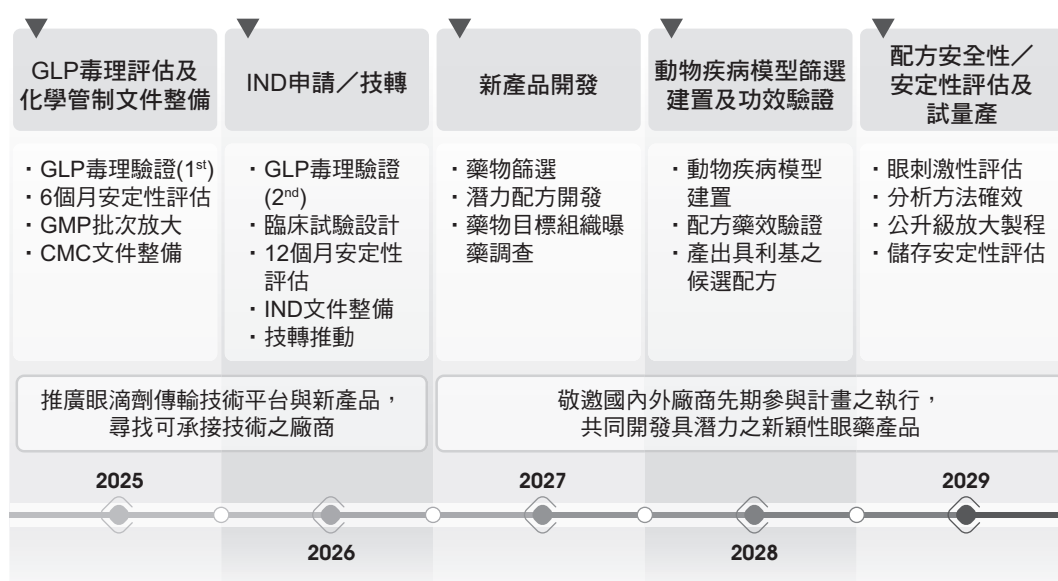 GLP毒理評估及
化學管制文件整備
IND申請／技轉
新產品開發
動物疾病模型篩選
建置及功效驗證
配方安全性／
安定性評估及
試量產
・GLP毒理驗證(1st)
・6個月安定性評估
・GMP批次放大
・CMC文件整備
・GLP毒理驗證
(2nd)
・臨床試驗設計
・12個月安定性
評估
・IND文件整備
・技轉推動
・藥物篩選
・潛力配方開發
・藥物目標組織曝
藥調查
・動物疾病模型
建置
・配方藥效驗證
・產出具利基之
候選配方
・眼刺激性評估
・分析方法確效
・公升級放大製程
・儲存安定性評估
推廣眼滴劑傳輸技術平台與新產品，
尋找可承接技術之廠商
敬邀國內外廠商先期參與計畫之執行，
共同開發具潛力之新穎性眼藥產品
2025
2026
2027
2028
2029